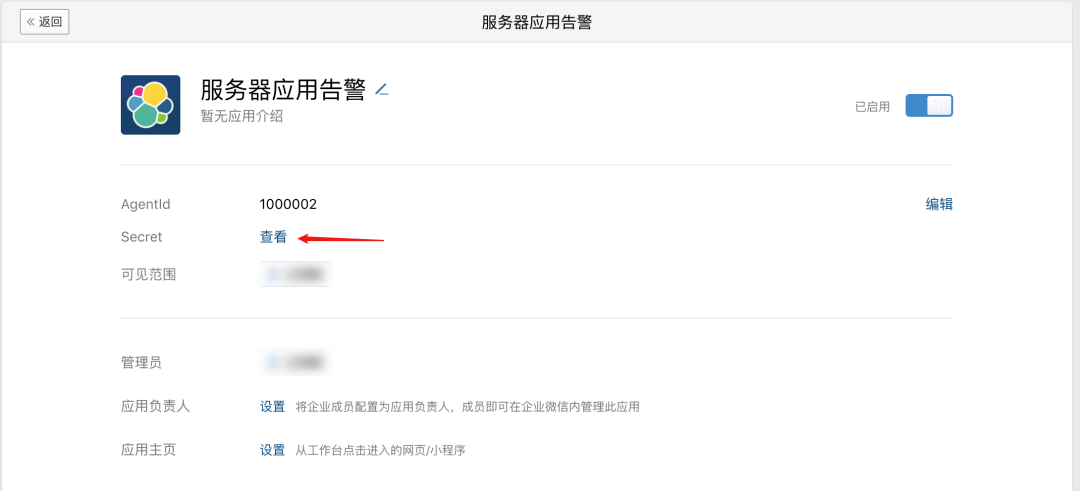 « 返回
服务器应用告警
服务器应用告警
暂无应用介绍
已启用
AgentId 1000002 编辑
Secret 查看
可见范围
管理员
应用负责人 设置 将企业成员配置为应用负责人，成员即可在企业微信内管理此应用
应用主页 设置 从工作台点击进入的网页/小程序